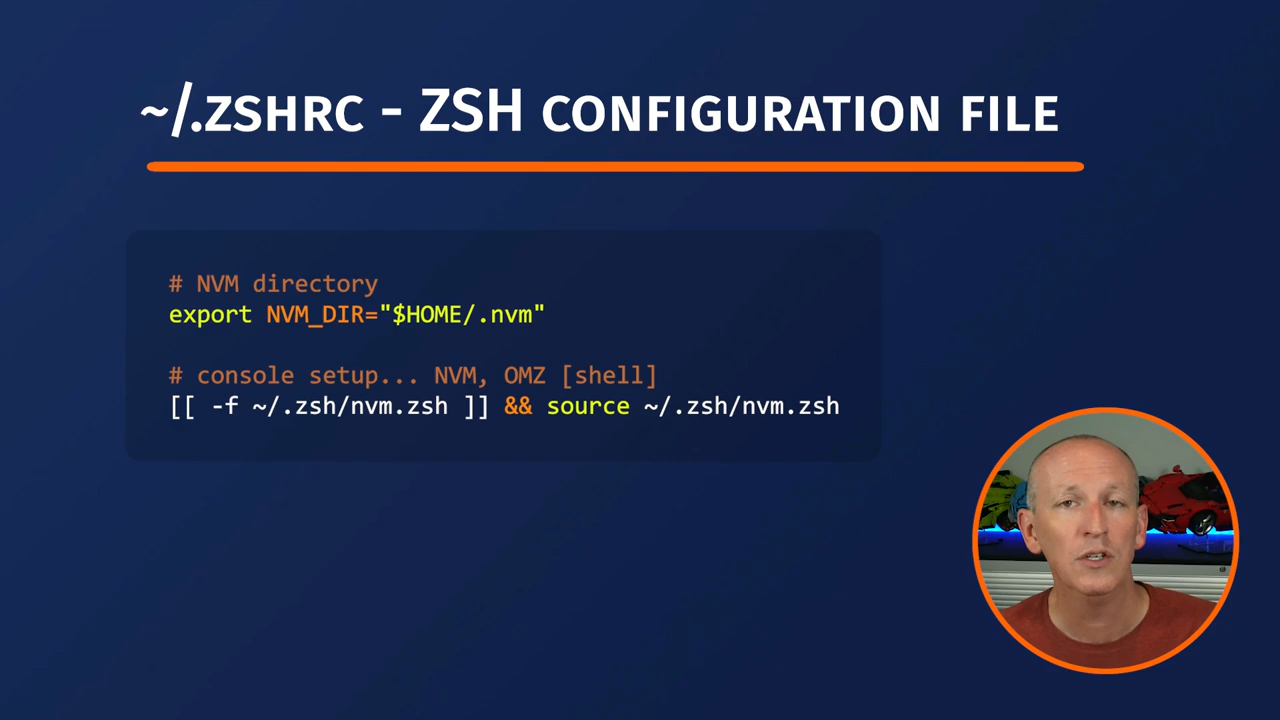 ~/.ZSHRC - ZSH CONFIGURATION FILE
# NVM directory
export NVM_DIR="$HOME/.nvm"
# console setup... NVM, OMZ [shell]
[[ -f ~/.zsh/nvm.zsh ]] && source ~/.zsh/nvm.zsh